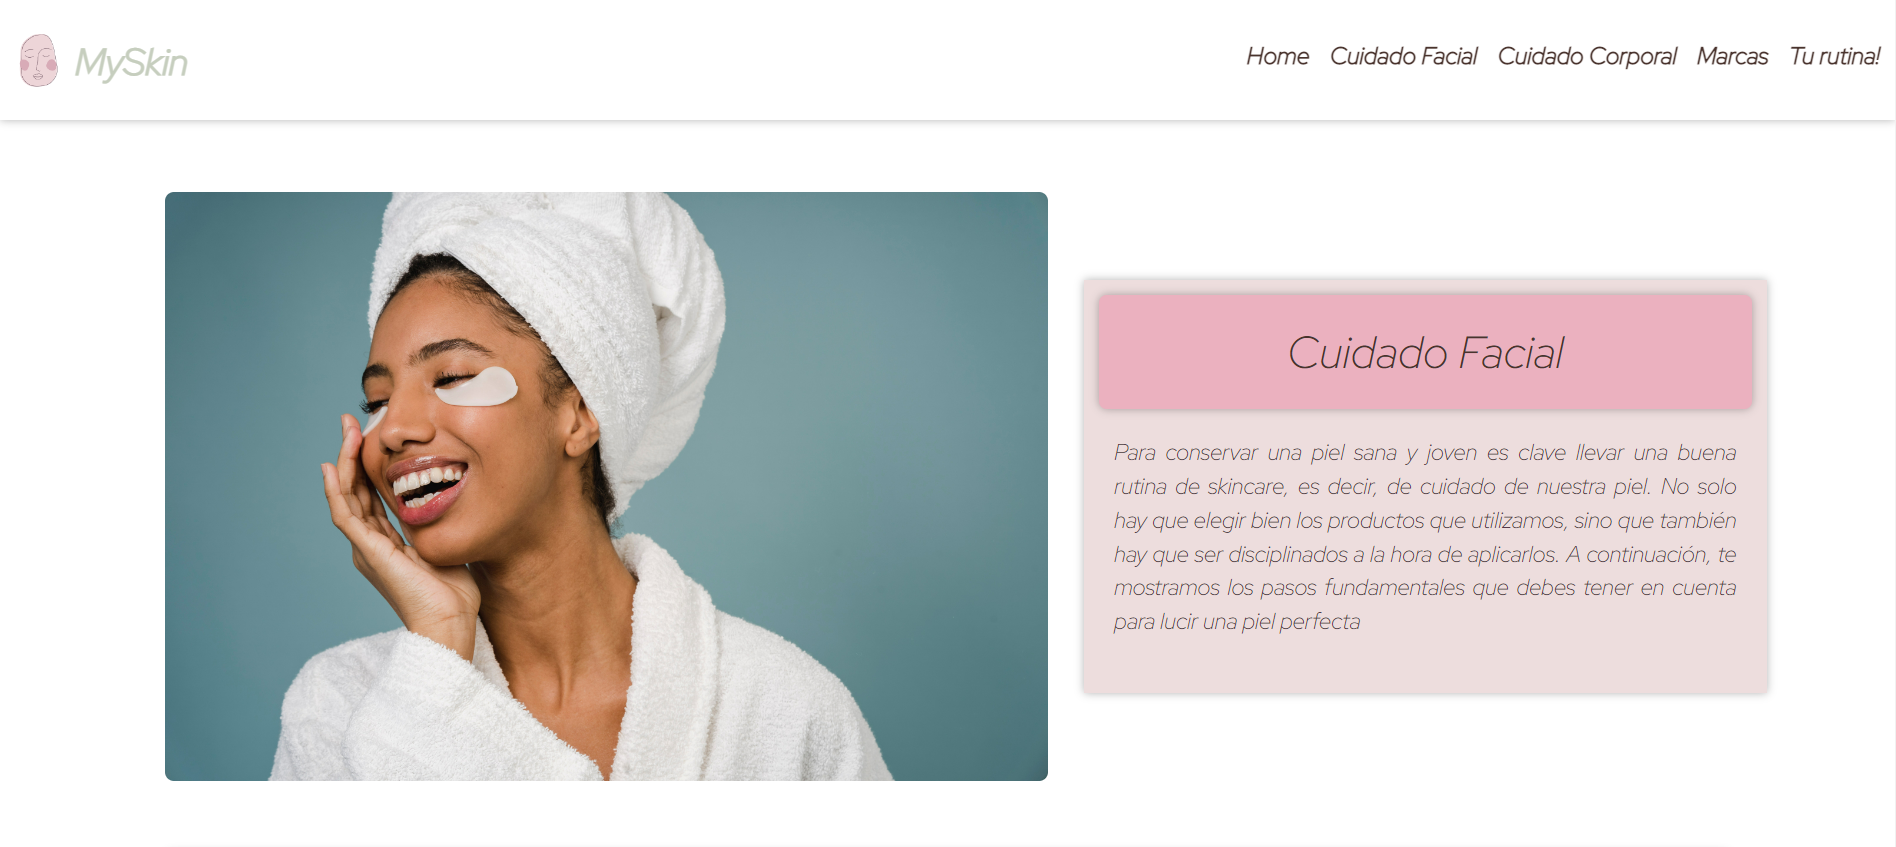 MySkin
Home Cuidado Facial Cuidado Corporal Marcas Tu rutina!
Cuidado Facial
Para conservar una piel sana y joven es clave llevar una buena
rutina de skincare, es decir, de cuidado de nuestra piel. No solo
hay que elegir bien los productos que utilizamos, sino que también
hay que ser disciplinados a la hora de aplicarlos. A continuación, te
mostramos los pasos fundamentales que debes tener en cuenta
para lucir una piel perfecta